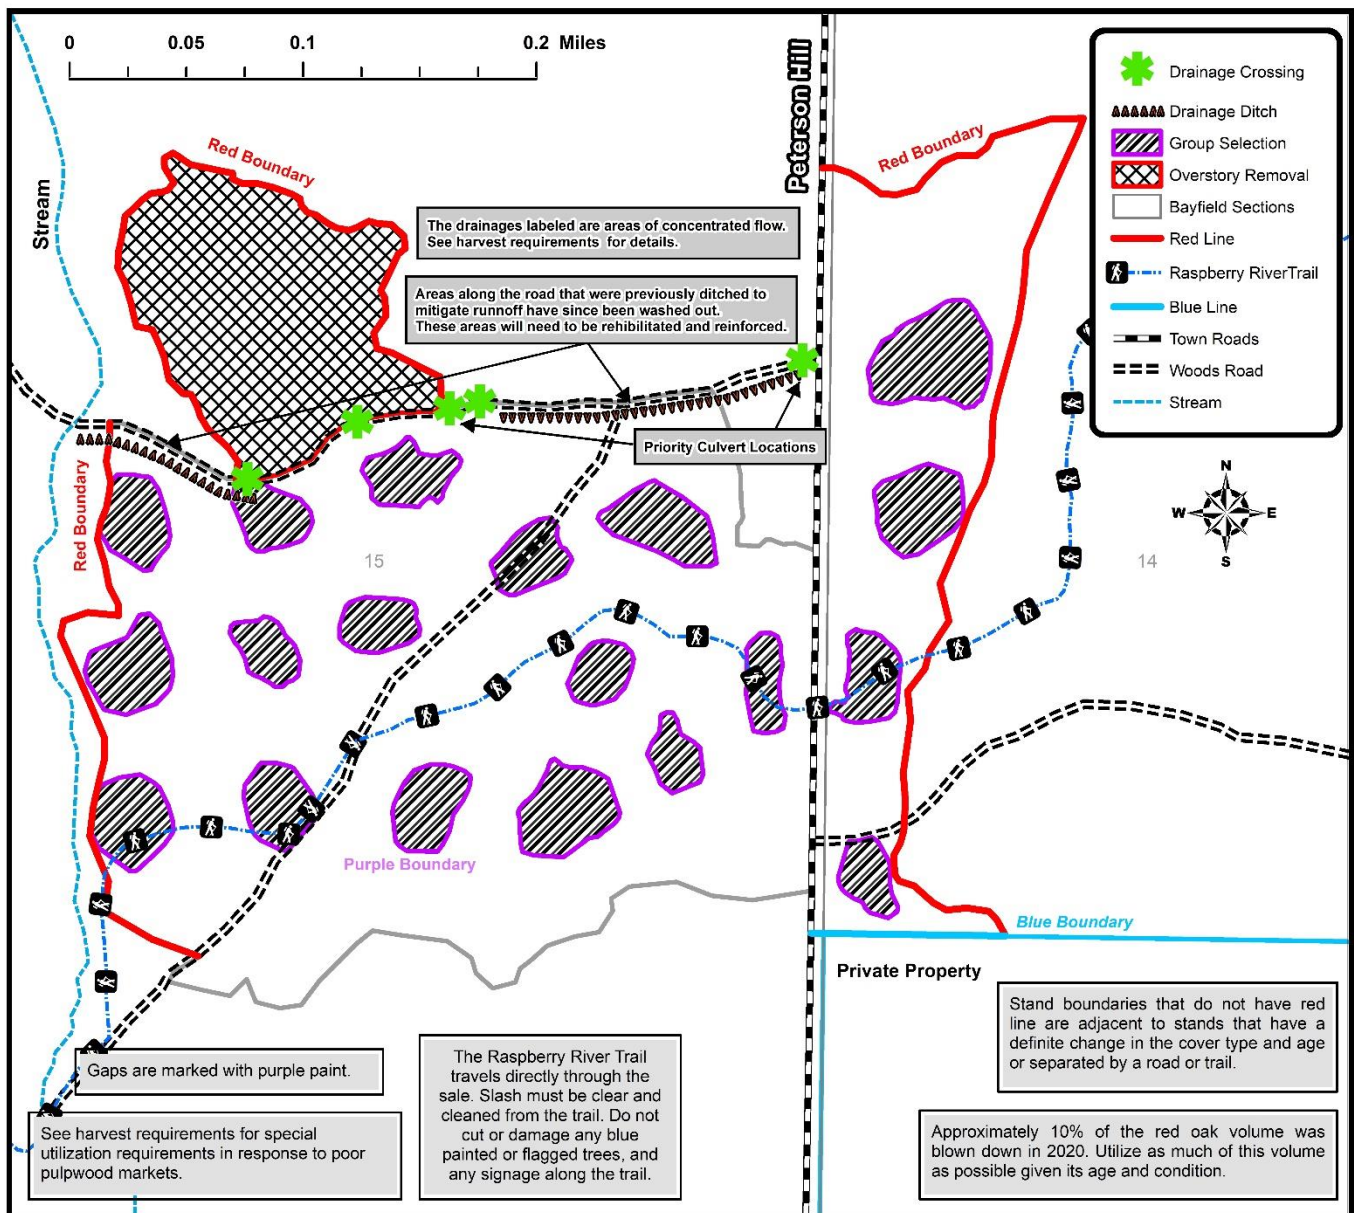 0 0.05 0.1 0.2 Miles
Stream
Red Boundary
Peterson Hill
Red Boundary
Drainage Crossing
Drainage Ditch
Group Selection
Overstory Removal
Bayfield Sections
Red Line
Raspberry RiverTrail
Blue Line
Town Roads
Woods Road
Stream
The drainages labeled are areas of concentrated flow.
See harvest requirements for details.
Areas along the road that were previously ditched to
mitigate runnoff have since been washed out.
These areas will need to be rehibilitated and reinforced.
Priority Culvert Locations
Red Boundary
15
14
N
W E
S
Purple Boundary
Blue Boundary
Private Property
Stand boundaries that do not have red
line are adjacent to stands that have a
definite change in the cover type and age
or separated by a road or trail.
Gaps are marked with purple paint.
The Raspberry River Trail
travels directly through the
sale. Slash must be clear and
cleaned from the trail. Do not
cut or damage any blue
painted or flagged trees, and
any signage along the trail.
See harvest requirements for special
utilization requirements in response to poor
pulpwood markets.
Approximately 10% of the red oak volume was
blown down in 2020. Utilize as much of this volume
as possible given its age and condition.